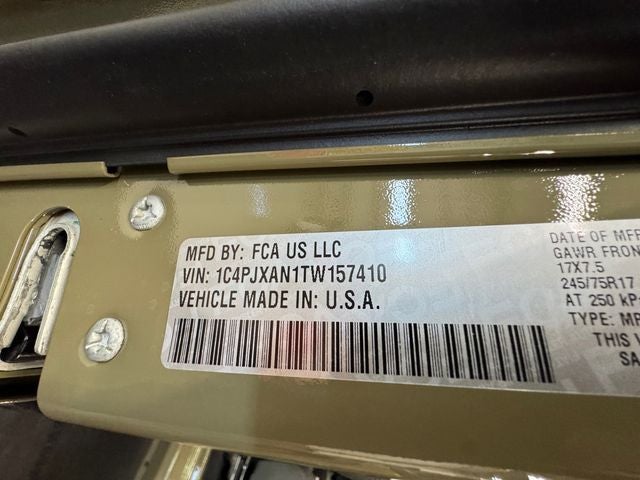 MFD BY: FCA US LLC
VIN: 1C4PJXAN1TW157410
VEHICLE MADE IN: U.S.A.
DATE OF MFR
GAWR FRON
17X7.5
245/75R17
AT 250 kP
TYPE: MP
THIS V
SA